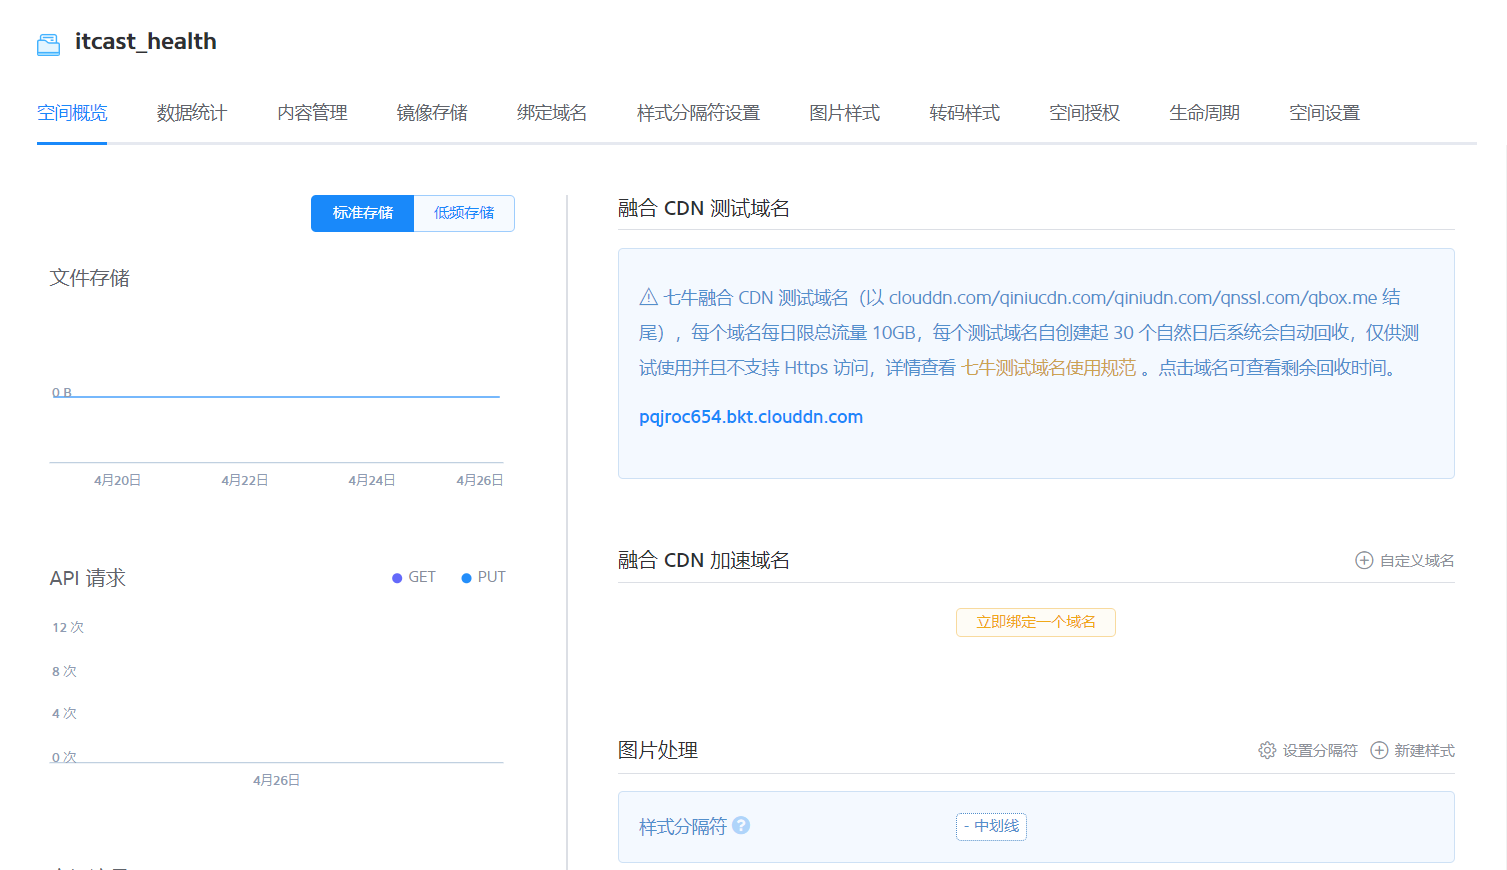 itcast_health
空间概览 数据统计 内容管理 镜像存储 绑定域名 样式分隔符设置 图片样式 转码样式 空间授权 生命周期 空间设置
标准存储 低频存储
文件存储
0 B
4月20日 4月22日 4月24日 4月26日
API 请求 GET PUT
12 次
8 次
4 次
0 次
4月26日
融合 CDN 测试域名
七牛融合 CDN 测试域名（以 clouddn.com/qiniucdn.com/qiniudn.com/qnssl.com/qbox.me 结
尾），每个域名每日限总流量 10GB，每个测试域名自创建起 30 个自然日后系统会自动回收，仅供测
试使用并且不支持 Https 访问，详情查看 七牛测试域名使用规范 。点击域名可查看剩余回收时间。
pqjroc654.bkt.clouddn.com
融合 CDN 加速域名 自定义域名
立即绑定一个域名
图片处理 设置分隔符 新建样式
样式分隔符 ? - 中划线